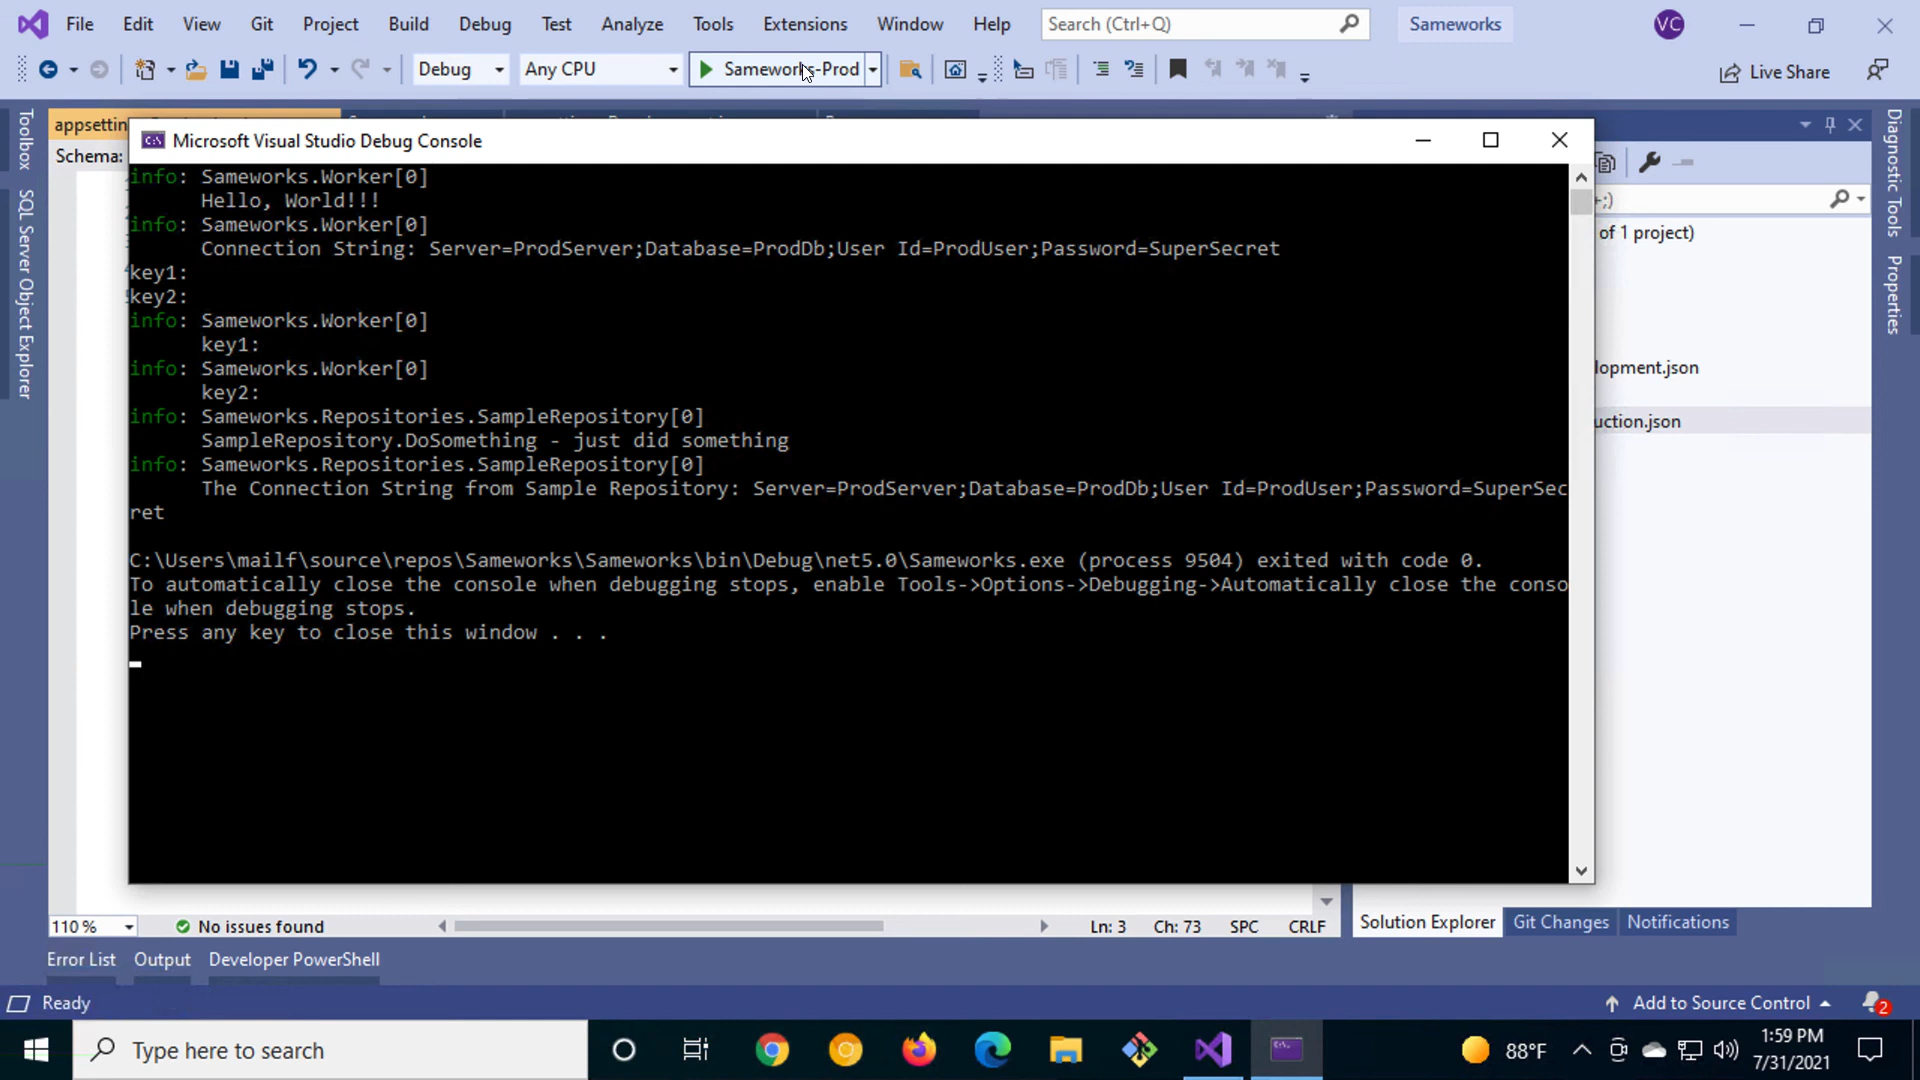 File Edit View Git Project Build Debug Test Analyze Tools Extensions Window Help Search (Ctrl+Q) Sameworks VC
Debug Any CPU Sameworks-Prod Live Share
appsettin
Schema:
Microsoft Visual Studio Debug Console
info: Sameworks.Worker[0]
Hello, World!!!
info: Sameworks.Worker[0]
Connection String: Server=ProdServer;Database=ProdDb;User Id=ProdUser;Password=SuperSecret
key1:
key2:
info: Sameworks.Worker[0]
key1:
info: Sameworks.Worker[0]
key2:
info: Sameworks.Repositories.SampleRepository[0]
SampleRepository.DoSomething - just did something
info: Sameworks.Repositories.SampleRepository[0]
The Connection String from Sample Repository: Server=ProdServer;Database=ProdDb;User Id=ProdUser;Password=SuperSec
ret
C:\Users\mailf\source\repos\Sameworks\Sameworks\bin\Debug\net5.0\Sameworks.exe (process 9504) exited with code 0.
To automatically close the console when debugging stops, enable Tools->Options->Debugging->Automatically close the conso
le when debugging stops.
Press any key to close this window . . .
Toolbox
SQL Server Object Explorer
+;)
of 1 project)
lopment.json
uction.json
Diagnostic Tools
Properties
110 % No issues found Ln: 3 Ch: 73 SPC CRLF
Solution Explorer Git Changes Notifications
Error List Output Developer PowerShell
Ready Add to Source Control 2
Type here to search 88°F 1:59 PM
7/31/2021